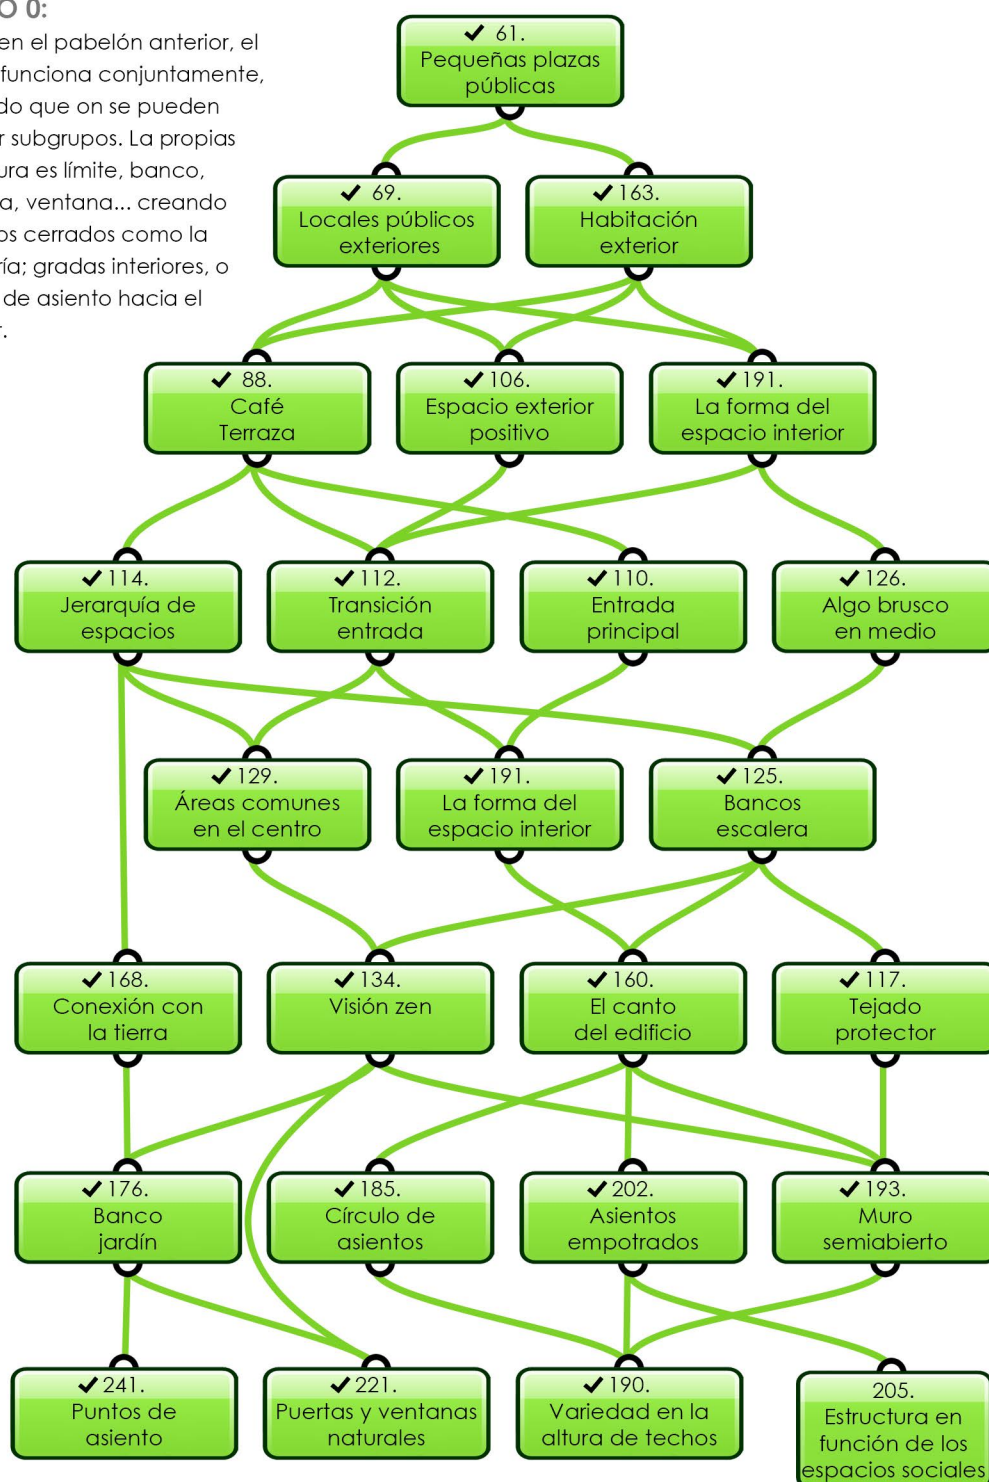 O 0:
en el pabelón anterior, el
funciona conjuntamente,
do que on se pueden
r subgrupos. La propias
ura es límite, banco,
a, ventana... creando
os cerrados como la
ía; gradas interiores, o
de asiento hacia el
r.
✔ 61.
Pequeñas plazas
públicas
✔ 69.
Locales públicos
exteriores
✔ 163.
Habitación
exterior
✔ 88.
Café
Terraza
✔ 106.
Espacio exterior
positivo
✔ 191.
La forma del
espacio interior
✔ 114.
Jerarquía de
espacios
✔ 112.
Transición
entrada
✔ 110.
Entrada
principal
✔ 126.
Algo brusco
en medio
✔ 129.
Áreas comunes
en el centro
✔ 191.
La forma del
espacio interior
✔ 125.
Bancos
escalera
✔ 168.
Conexión con
la tierra
✔ 134.
Visión zen
✔ 160.
El canto
del edificio
✔ 117.
Tejado
protector
✔ 176.
Banco
jardín
✔ 185.
Círculo de
asientos
✔ 202.
Asientos
empotrados
✔ 193.
Muro
semiabierto
✔ 241.
Puntos de
asiento
✔ 221.
Puertas y ventanas
naturales
✔ 190.
Variedad en la
altura de techos
205.
Estructura en
función de los
espacios sociales